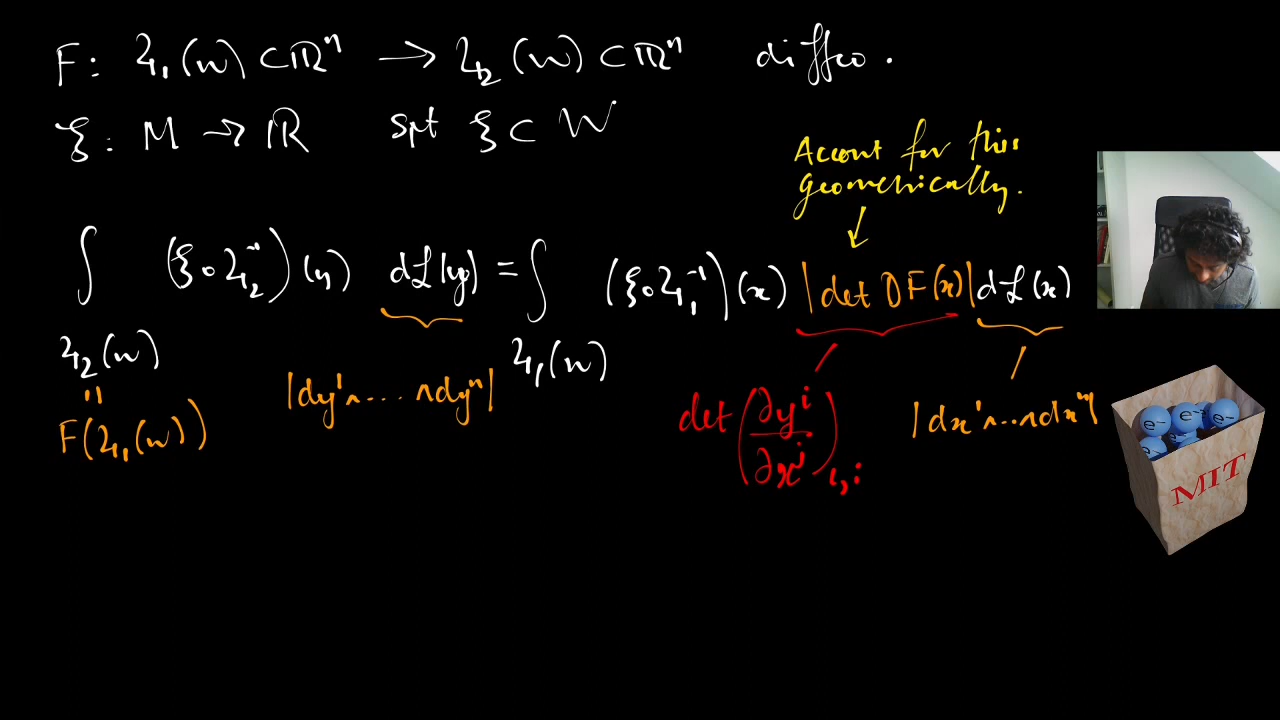 F: ψ₁(W) ⊂ ℝⁿ → ψ₂(W) ⊂ ℝⁿ diffeo.
ξ: M → ℝ spt ξ ⊂ W
Account for this
geometrically.
↓
∫ (ξ∘ψ₂⁻¹)(y) dℒ(y) = ∫ (ξ∘ψ₁⁻¹)(x) |det DF(x)| dℒ(x)
ψ₂(W) ψ₁(W)
||
F(ψ₁(W))
|dy¹∧....∧dyⁿ|
det(∂yⁱ/∂xʲ)i,j
|dx¹∧...∧dxⁿ|
e⁻ e⁻ e⁻ e⁻
MIT